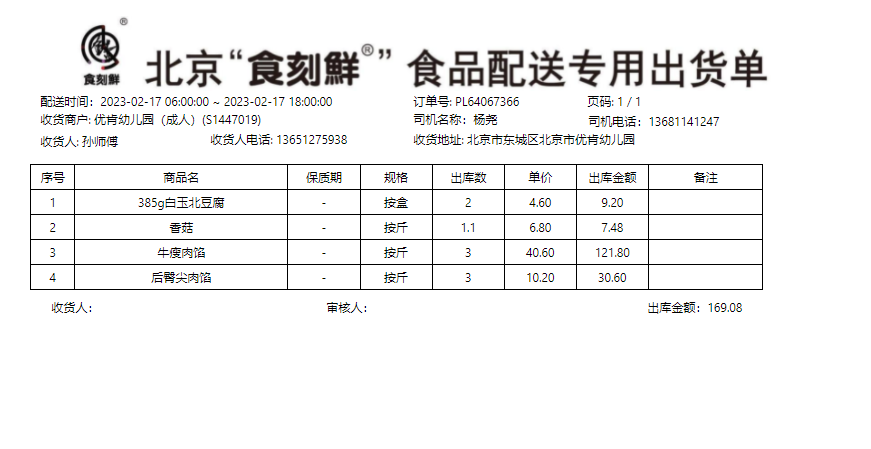 食刻鲜®
北京“食刻鲜®”食品配送专用出货单
配送时间：2023-02-17 06:00:00 ~ 2023-02-17 18:00:00 订单号: PL64067366 页码: 1 / 1
收货商户: 优肯幼儿园（成人）(S1447019) 司机名称：杨尧 司机电话：13681141247
收货人: 孙师傅 收货人电话: 13651275938 收货地址: 北京市东城区北京市优肯幼儿园
序号 商品名 保质期 规格 出库数 单价 出库金额 备注
1 385g白玉北豆腐 - 按盒 2 4.60 9.20
2 香菇 - 按斤 1.1 6.80 7.48
3 牛瘦肉馅 - 按斤 3 40.60 121.80
4 后臀尖肉馅 - 按斤 3 10.20 30.60
收货人： 审核人： 出库金额：169.08